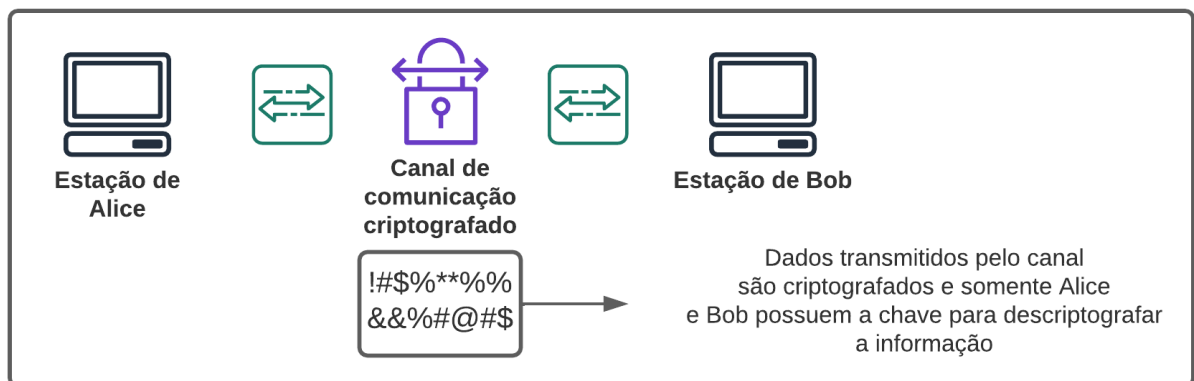 Estação de
Alice
Canal de
comunicação
criptografado
Estação de Bob
!#$%**%%
&&%#@#$
Dados transmitidos pelo canal
são criptografados e somente Alice
e Bob possuem a chave para descriptografar
a informação